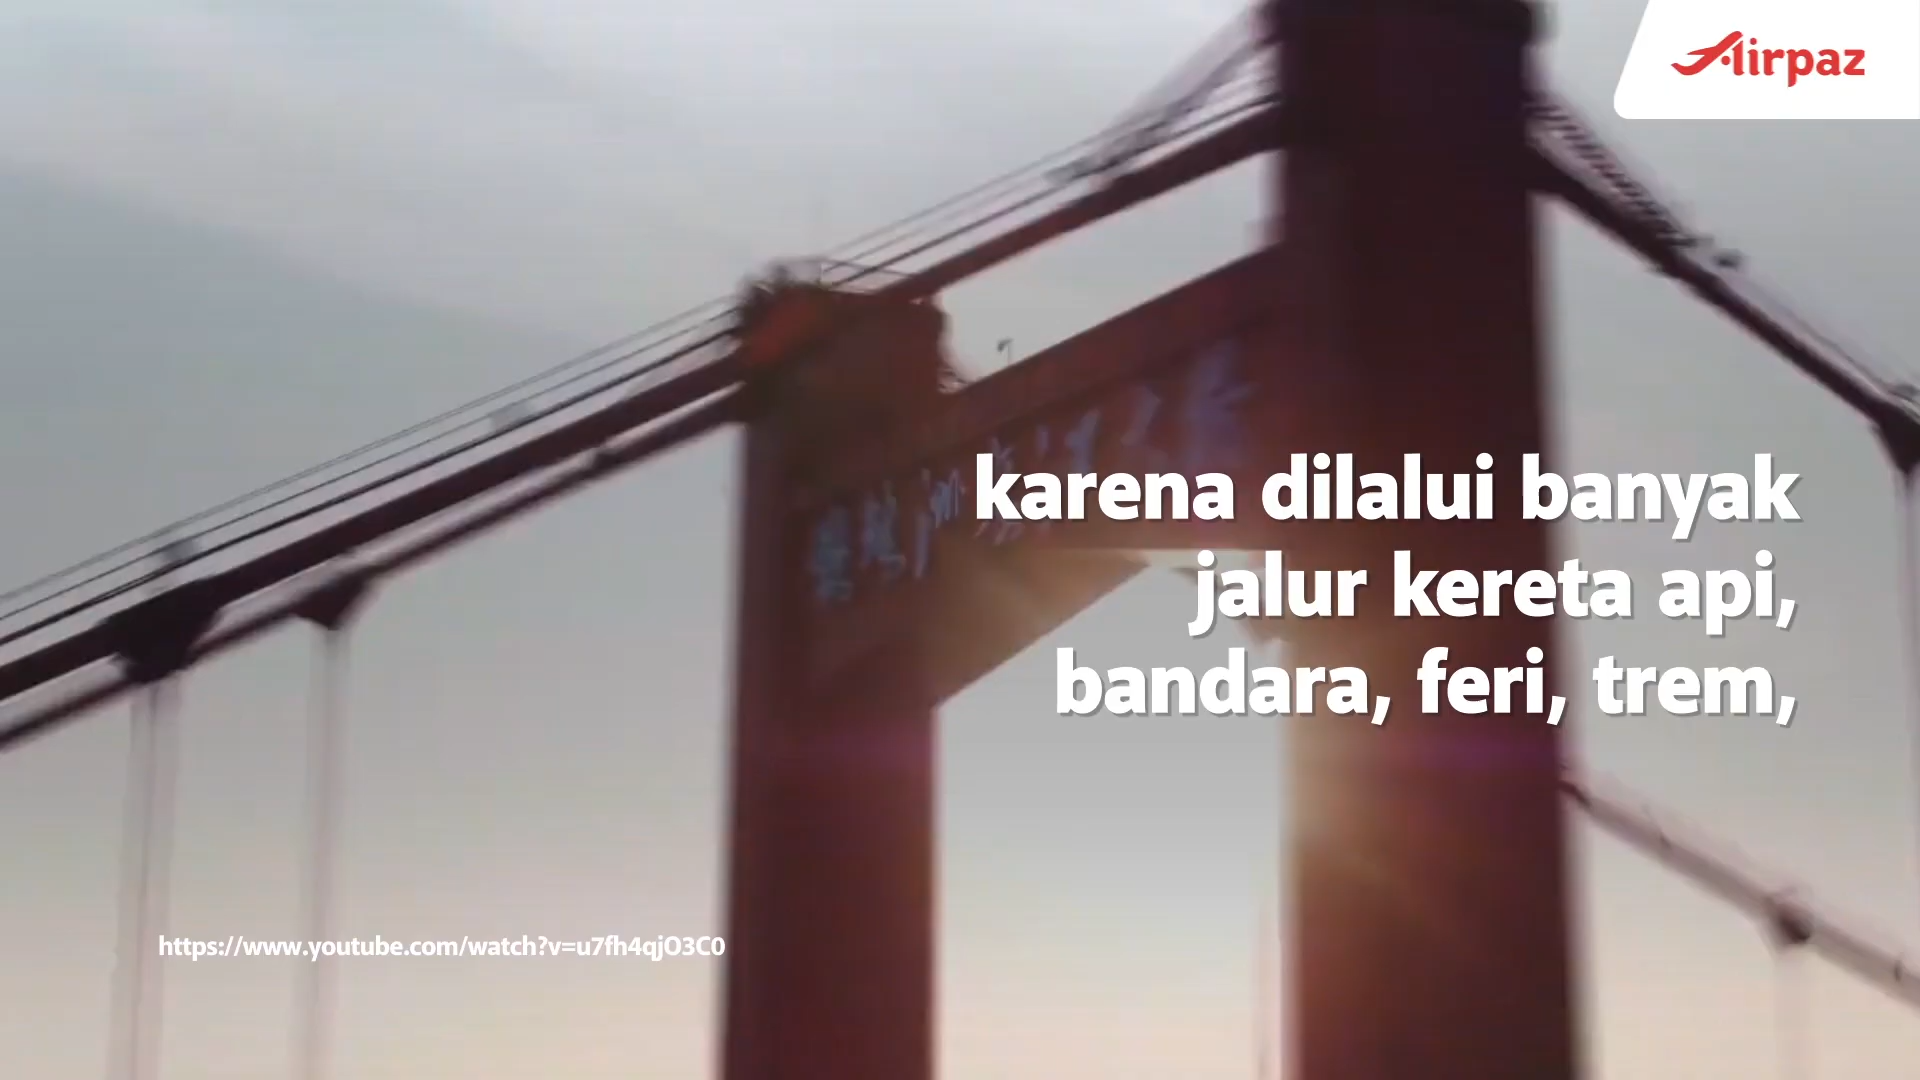 Airpaz
karena dilalui banyak
jalur kereta api,
bandara, feri, trem,
https://www.youtube.com/watch?v=u7fh4qjO3C0